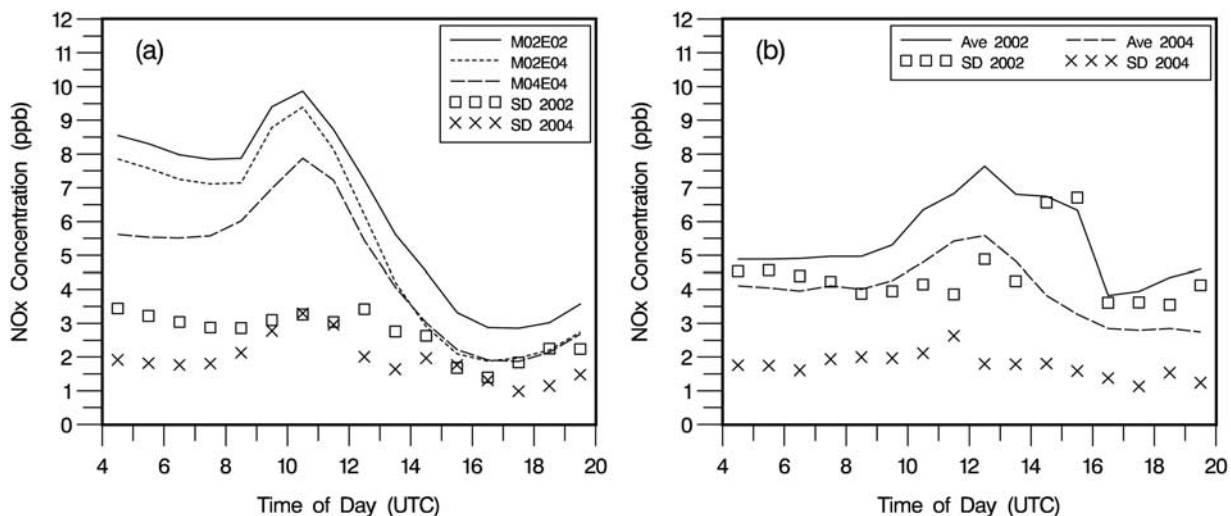 12
11
10
9
8
7
6
5
4
3
2
1
0
NOx Concentration (ppb)
(a)
M02E02
M02E04
M04E04
SD 2002
SD 2004
4 6 8 10 12 14 16 18 20
Time of Day (UTC)
12
11
10
9
8
7
6
5
4
3
2
1
0
NOx Concentration (ppb)
(b)
Ave 2002 Ave 2004
SD 2002 SD 2004
4 6 8 10 12 14 16 18 20
Time of Day (UTC)